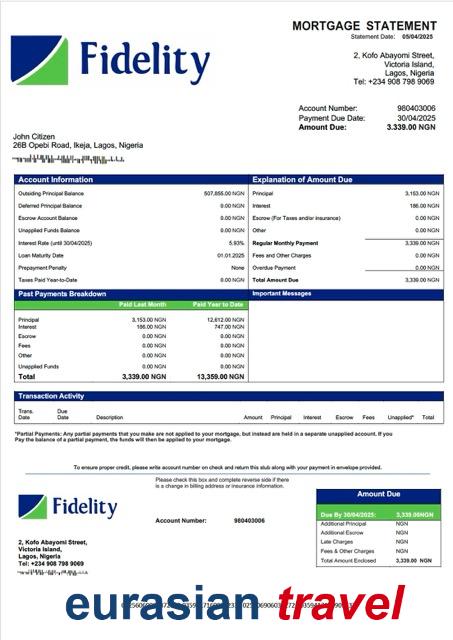 MORTGAGE STATEMENT
Statement Date: 05/04/2025
Fidelity
2, Kofo Abayomi Street,
Victoria Island,
Lagos, Nigeria
Tel: +234 908 798 9069
Account Number: 980403006
Payment Due Date: 30/04/2025
Amount Due: 3.339.00 NGN
John Citizen
26B Opebi Road, Ikeja, Lagos, Nigeria
Account Information
Outsiding Principal Balance 507,855.00 NGN
Deferred Principal Balance 0.00 NGN
Escrow Account Balance 0.00 NGN
Unapplied Funds Balance 0.00 NGN
Interest Rate (until 30/04/2025) 5.93%
Loan Maturity Date 01.01.2025
Prepayment Penalty None
Taxes Paid Year-to-Date 0.00 NGN
Explanation of Amount Due
Principal 3,153.00 NGN
Interest 186.00 NGN
Escrow (For Taxes and/or insurance) 0.00 NGN
Other 0.00 NGN
Regular Monthly Payment 3,339.00 NGN
Fees and Other Charges 0.00 NGN
Overdue Payment 0.00 NGN
Total Amount Due 3,339.00 NGN
Past Payments Breakdown
Paid Last Month Paid Year to Date
Principal 3,153.00 NGN 12,612.00 NGN
Interest 186.00 NGN 747.00 NGN
Escrow 0.00 NGN 0.00 NGN
Fees 0.00 NGN 0.00 NGN
Other 0.00 NGN 0.00 NGN
Unapplied Funds 0.00 NGN 0.00 NGN
Total 3,339.00 NGN 13,359.00 NGN
Important Messages
Transaction Activity
Trans. Date Due Date Description Amount Principal Interest Escrow Fees Unapplied* Total
*Partial Payments: Any partial payments that you make are not applied to your mortgage, but instead are held in a separate unapplied account. If you
Pay the balance of a partial payment, the funds will then be applied to your mortgage.
To ensure proper credit, please write account number on check and return this stub along with your payment in envelope provided.
Please check this box and complete reverse side if there
is a change in billing address or insurance information.
Fidelity
Account Number: 980403006
2, Kofo Abayomi Street,
Victoria Island,
Lagos, Nigeria
Tel: +234 908 798 9069
Amount Due
Due By 30/04/2025: 3,339.00NGN
Additional Principal NGN
Additional Escrow NGN
Late Charges NGN
Fees & Other Charges NGN
Total Amount Enclosed 3,339.00 NGN
eurasian travel